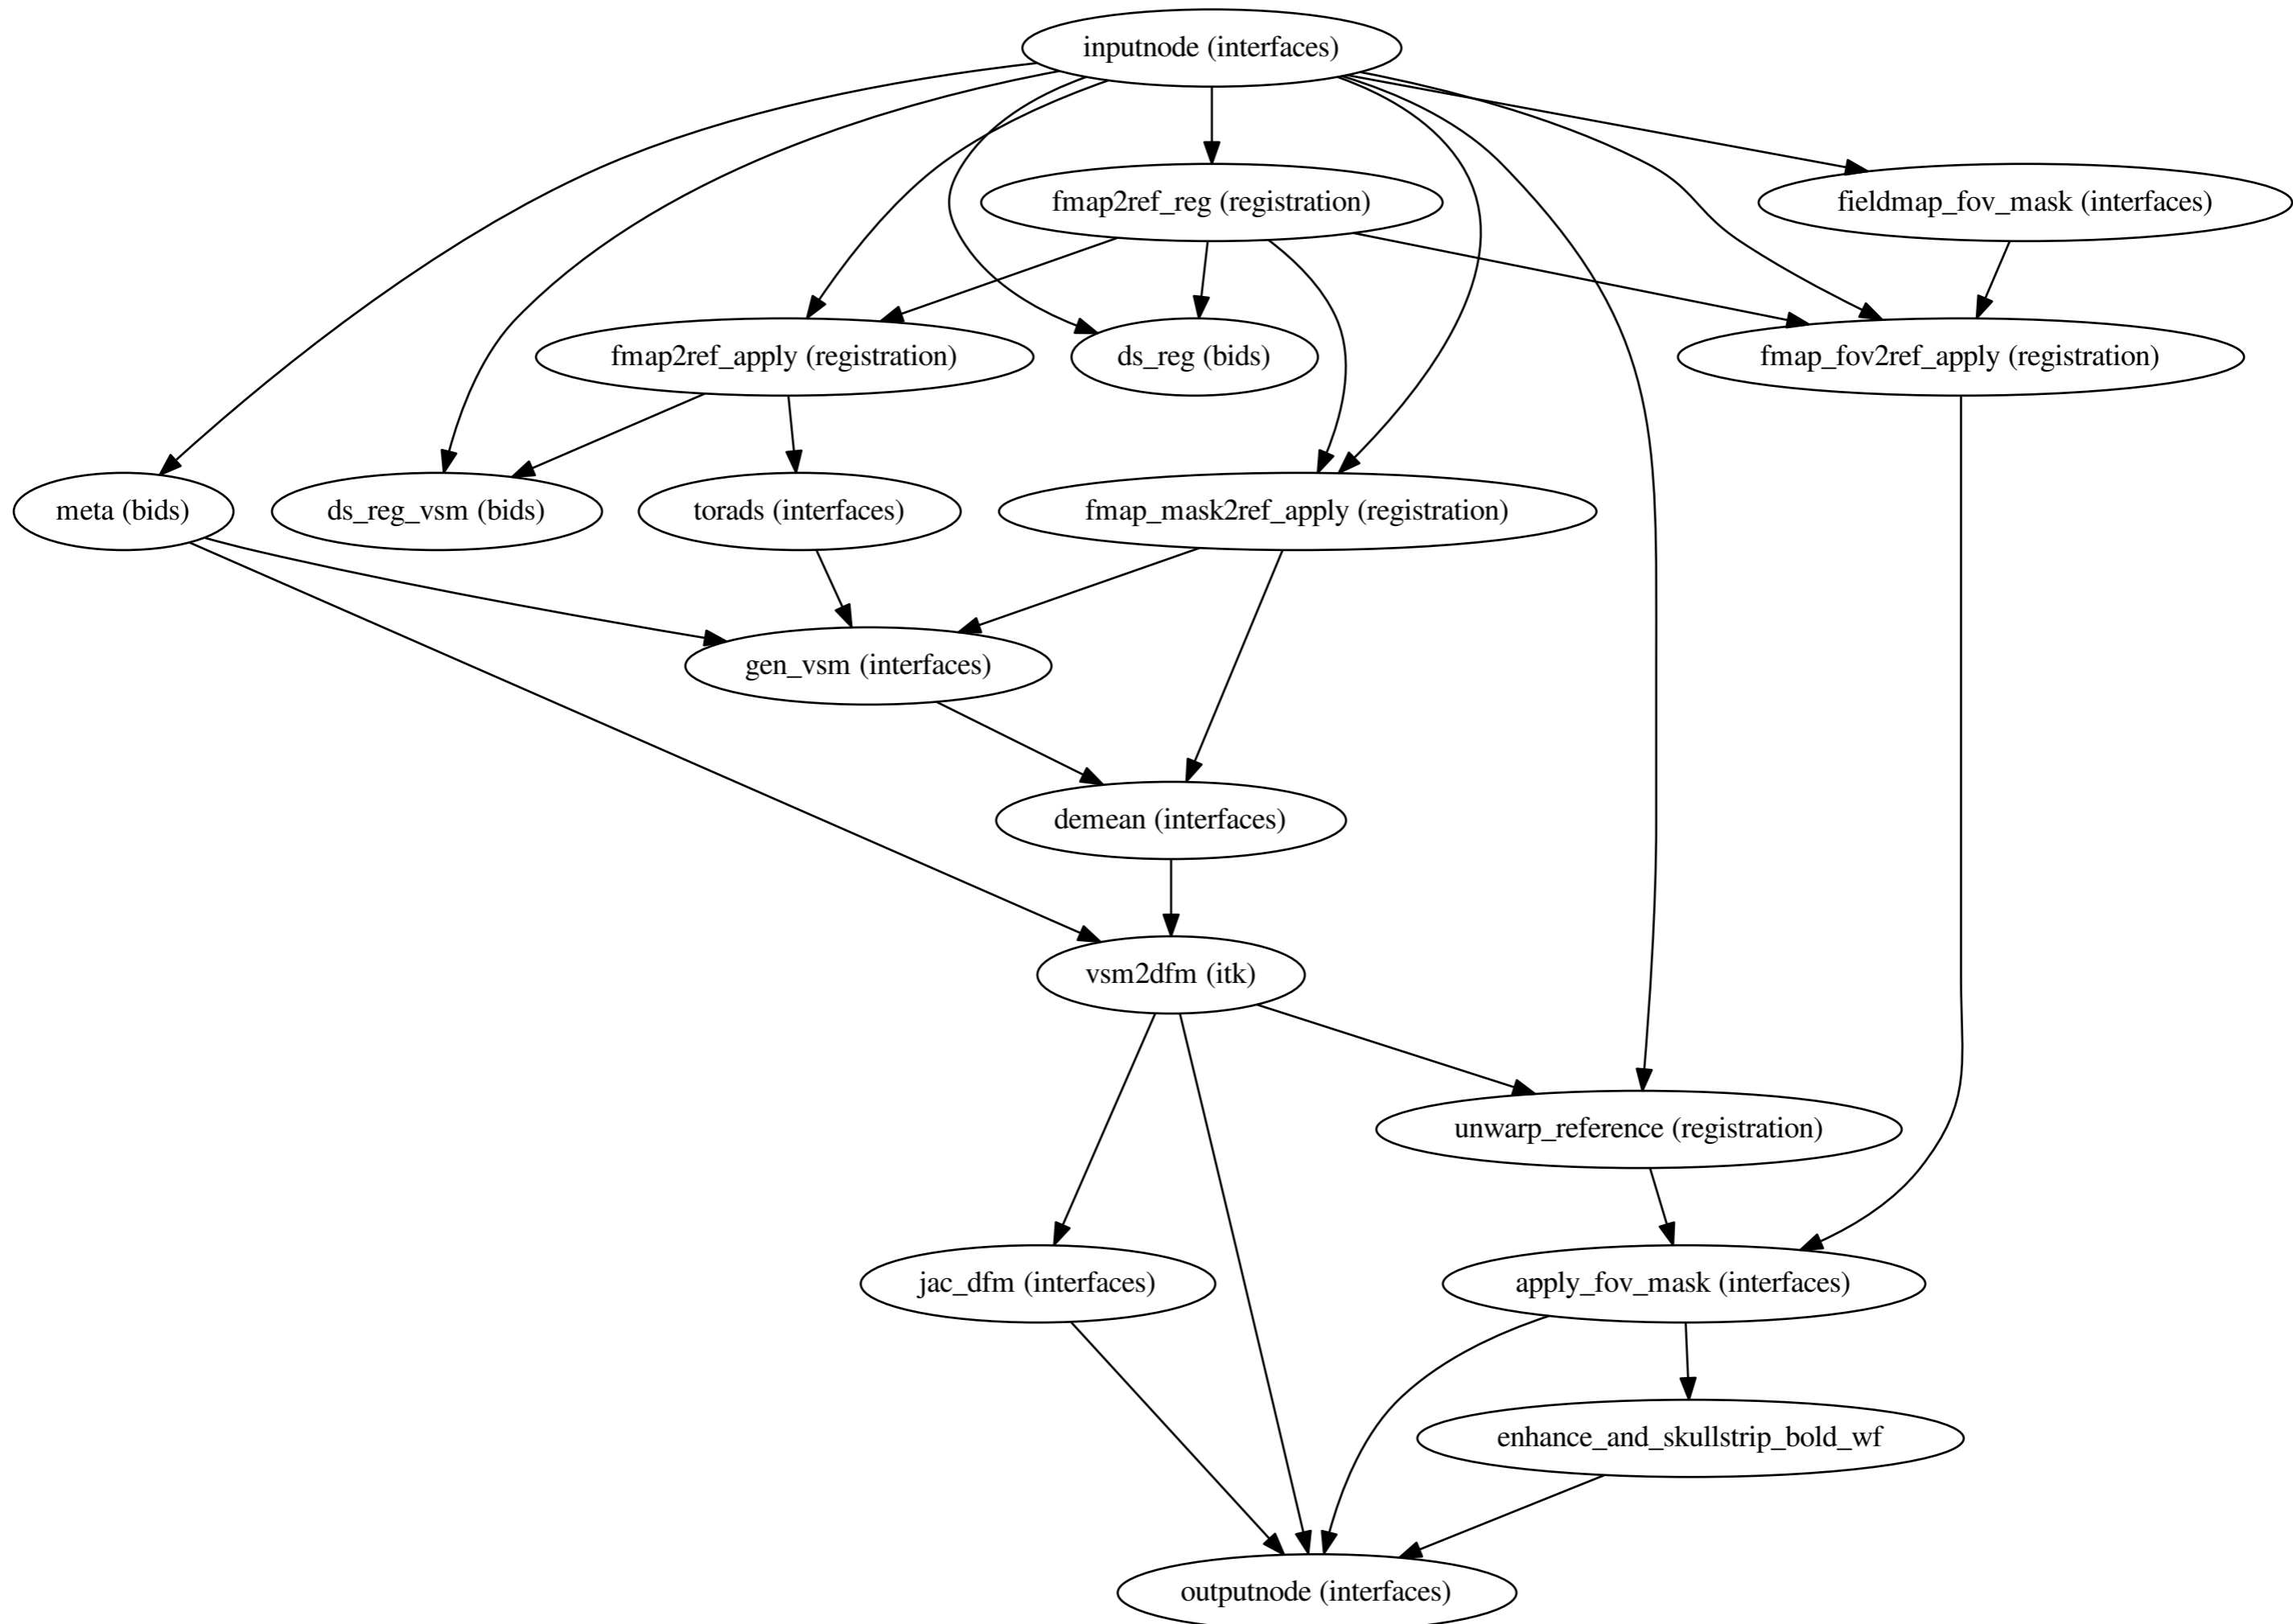 inputnode (interfaces)
fmap2ref_reg (registration)
fieldmap_fov_mask (interfaces)
fmap2ref_apply (registration)
ds_reg (bids)
fmap_fov2ref_apply (registration)
meta (bids)
ds_reg_vsm (bids)
torads (interfaces)
fmap_mask2ref_apply (registration)
gen_vsm (interfaces)
demean (interfaces)
vsm2dfm (itk)
unwarp_reference (registration)
jac_dfm (interfaces)
apply_fov_mask (interfaces)
enhance_and_skullstrip_bold_wf
outputnode (interfaces)